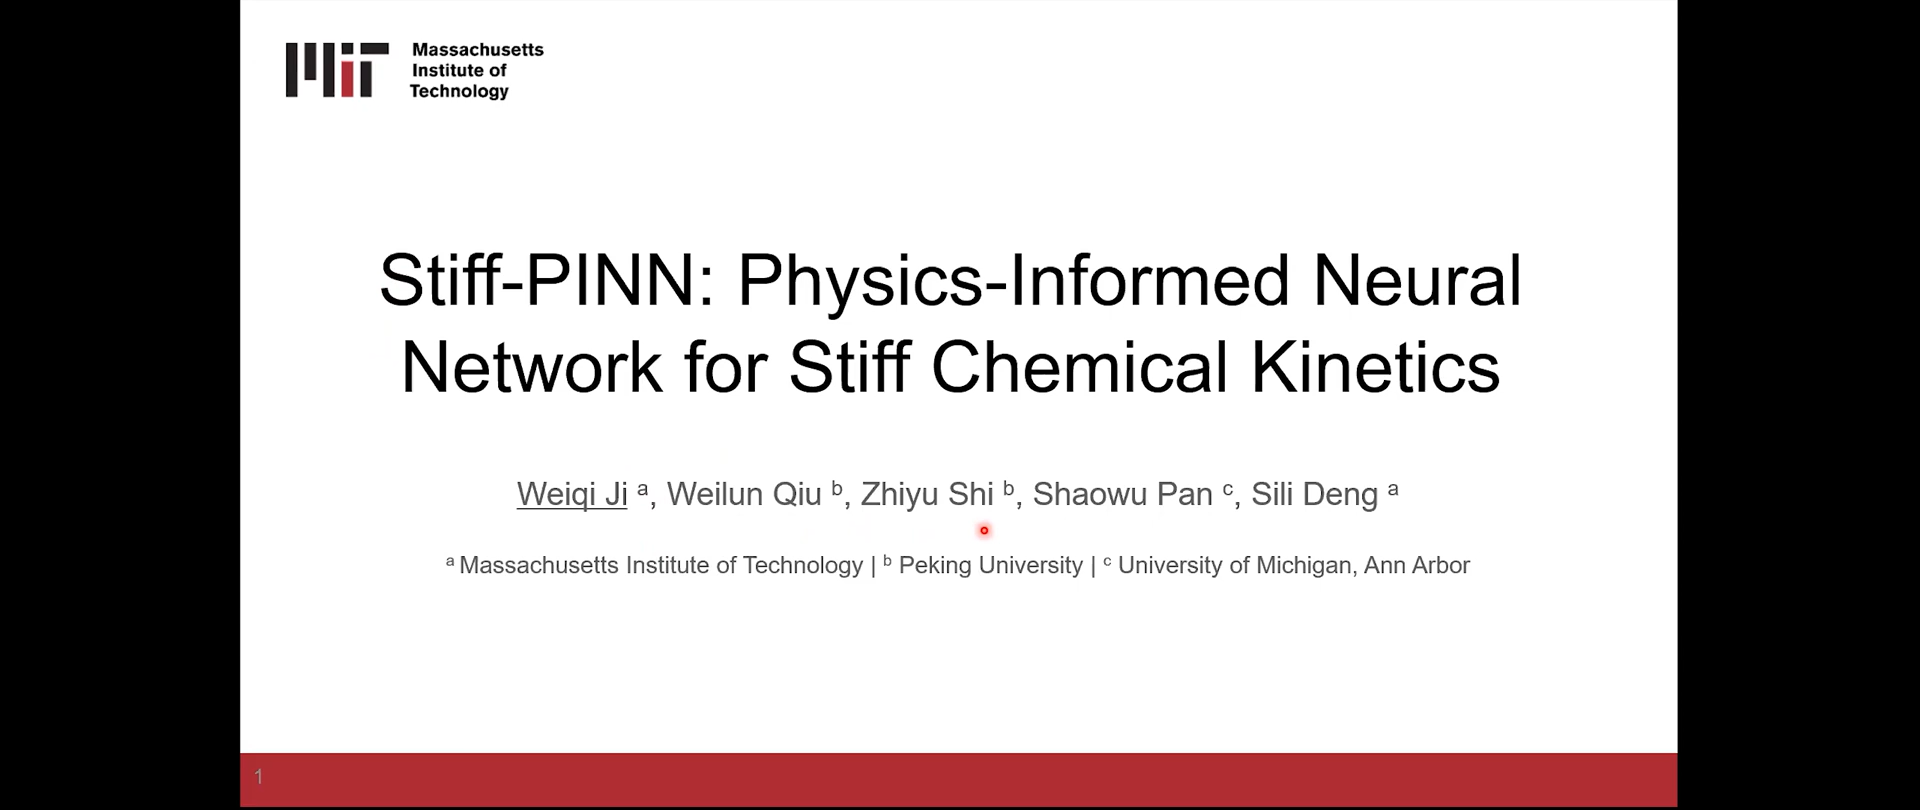 MIT Massachusetts
Institute of
Technology
Stiff-PINN: Physics-Informed Neural
Network for Stiff Chemical Kinetics
Weiqi Ji ᵃ, Weilun Qiu ᵇ, Zhiyu Shi ᵇ, Shaowu Pan ᶜ, Sili Deng ᵃ
ᵃ Massachusetts Institute of Technology | ᵇ Peking University | ᶜ University of Michigan, Ann Arbor
1